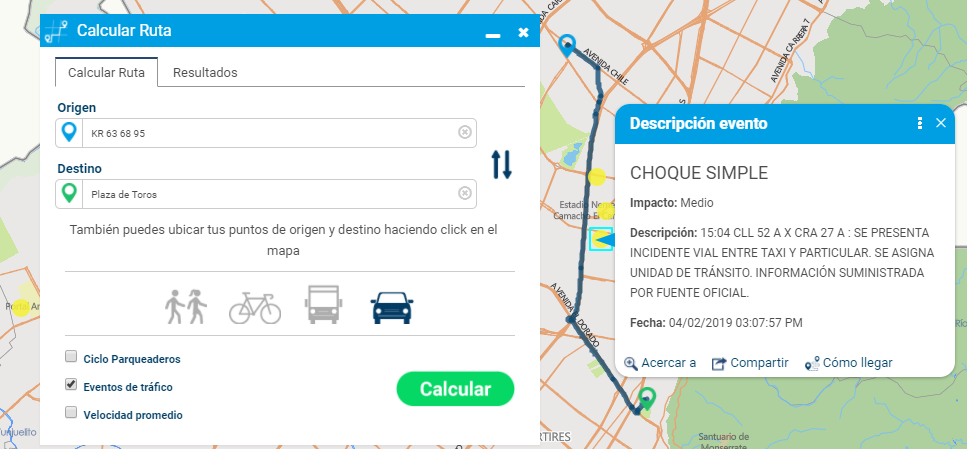 Calcular Ruta
Calcular Ruta
Resultados
Origen
KR 63 68 95
Destino
Plaza de Toros
También puedes ubicar tus puntos de origen y destino haciendo click en el
mapa
Ciclo Parqueaderos
Eventos de tráfico
Velocidad promedio
Calcular
AVENIDA CHILE
AVENIDA CARRERA 7
Descripción evento
CHOQUE SIMPLE
Impacto: Medio
Descripción: 15:04 CLL 52 A X CRA 27 A : SE PRESENTA
INCIDENTE VIAL ENTRE TAXI Y PARTICULAR. SE ASIGNA
UNIDAD DE TRÁNSITO. INFORMACIÓN SUMINISTRADA
POR FUENTE OFICIAL.
Fecha: 04/02/2019 03:07:57 PM
Acercar a
Compartir
Cómo llegar
Estadio Ne
Camacho El C
AVENIDA EL DORADO
Portal A
RTIRES
Santuario de
Monserrate